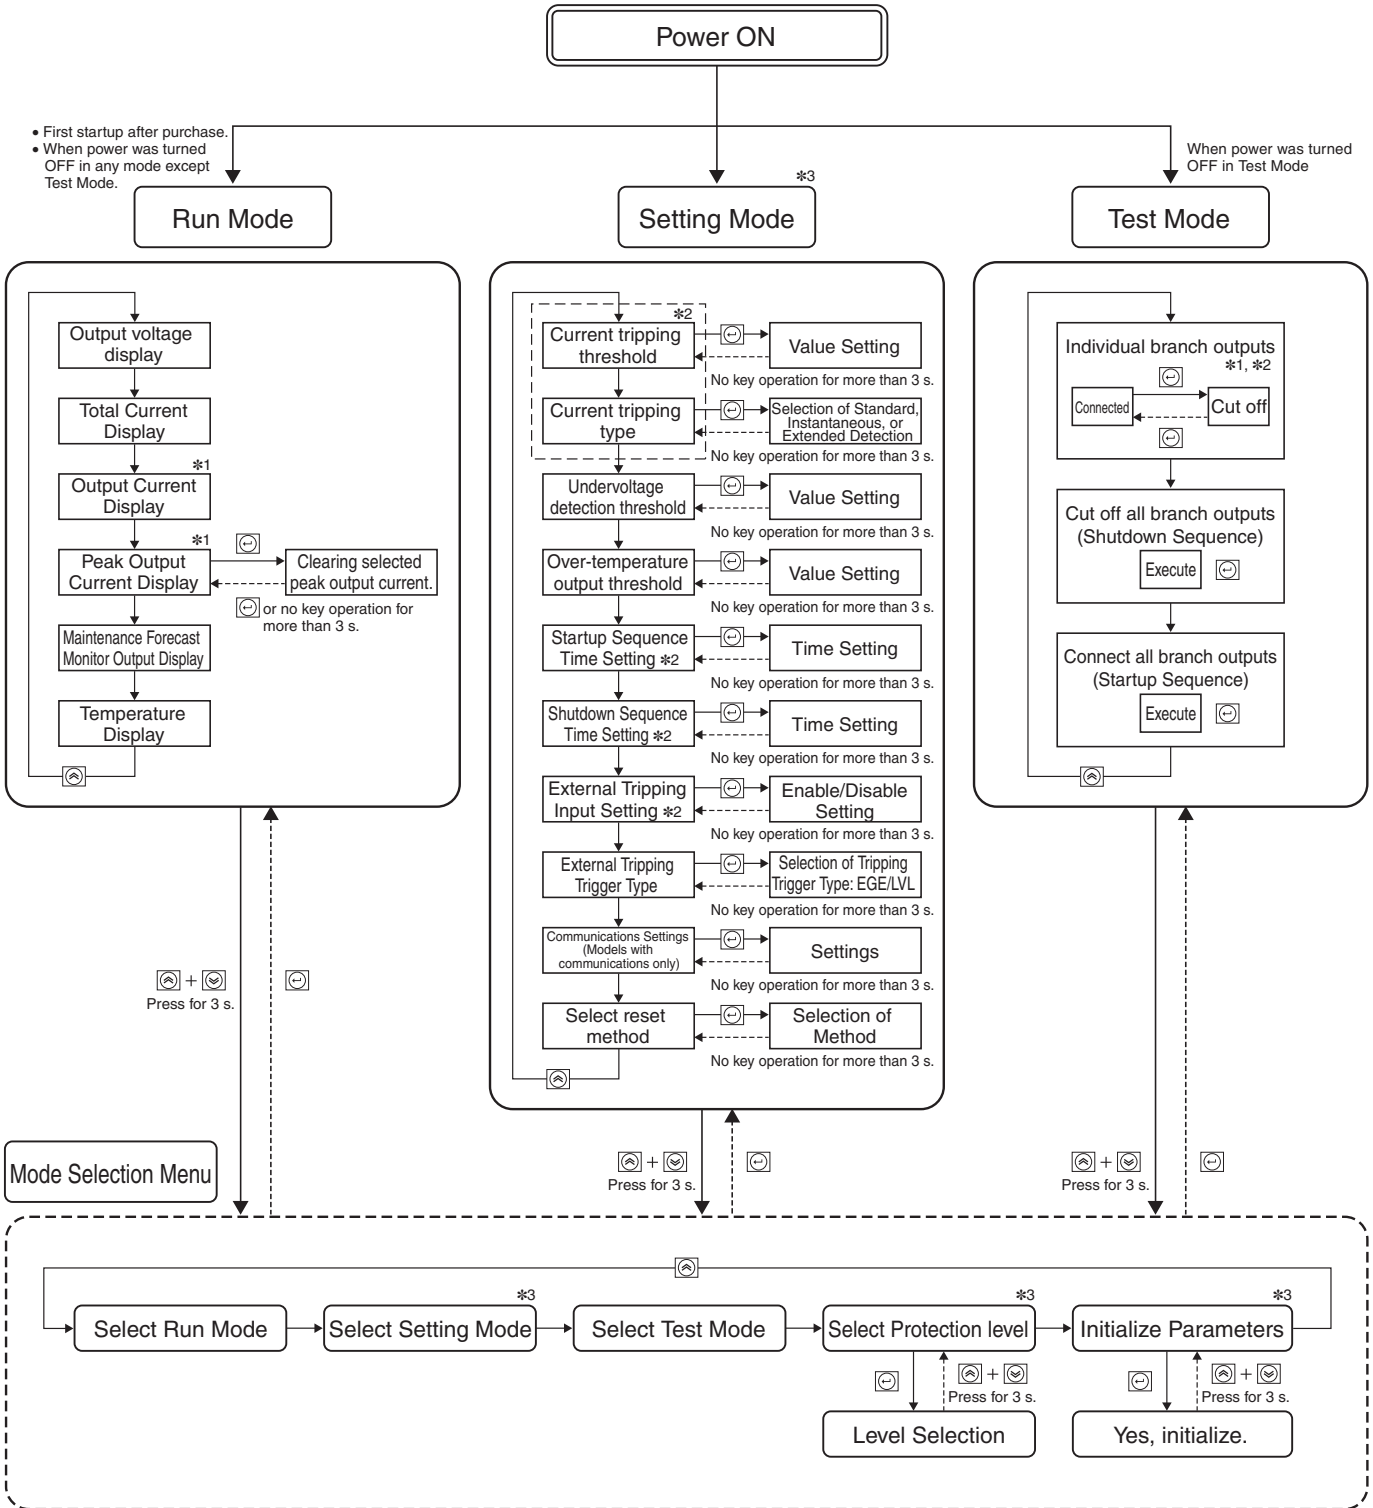 Power ON
• First startup after purchase.
• When power was turned
OFF in any mode except
Test Mode.
When power was turned
OFF in Test Mode
Run Mode
✽3
Setting Mode
Test Mode
Output voltage
display
Total Current
Display
✽1
Output Current
Display
✽1
Peak Output
Current Display
Clearing selected
peak output current.
or no key operation for
more than 3 s.
Maintenance Forecast
Monitor Output Display
Temperature
Display
✽2
Current tripping
threshold
Value Setting
No key operation for more than 3 s.
Current tripping
type
Selection of Standard,
Instantaneous, or
Extended Detection
No key operation for more than 3 s.
Undervoltage
detection threshold
Value Setting
No key operation for more than 3 s.
Over-temperature
output threshold
Value Setting
No key operation for more than 3 s.
Startup Sequence
Time Setting ✽2
Time Setting
No key operation for more than 3 s.
Shutdown Sequence
Time Setting ✽2
Time Setting
No key operation for more than 3 s.
External Tripping
Input Setting ✽2
Enable/Disable
Setting
No key operation for more than 3 s.
External Tripping
Trigger Type
Selection of Tripping
Trigger Type: EGE/LVL
No key operation for more than 3 s.
Communications Settings
(Models with
communications only)
Settings
No key operation for more than 3 s.
Select reset
method
Selection of
Method
No key operation for more than 3 s.
Individual branch outputs
✽1, ✽2
Connected
Cut off
Cut off all branch outputs
(Shutdown Sequence)
Execute
Connect all branch outputs
(Startup Sequence)
Execute
+
Press for 3 s.
+
Press for 3 s.
+
Press for 3 s.
Mode Selection Menu
Select Run Mode
✽3
Select Setting Mode
Select Test Mode
✽3
Select Protection level
✽3
Initialize Parameters
+
Press for 3 s.
+
Press for 3 s.
Level Selection
Yes, initialize.